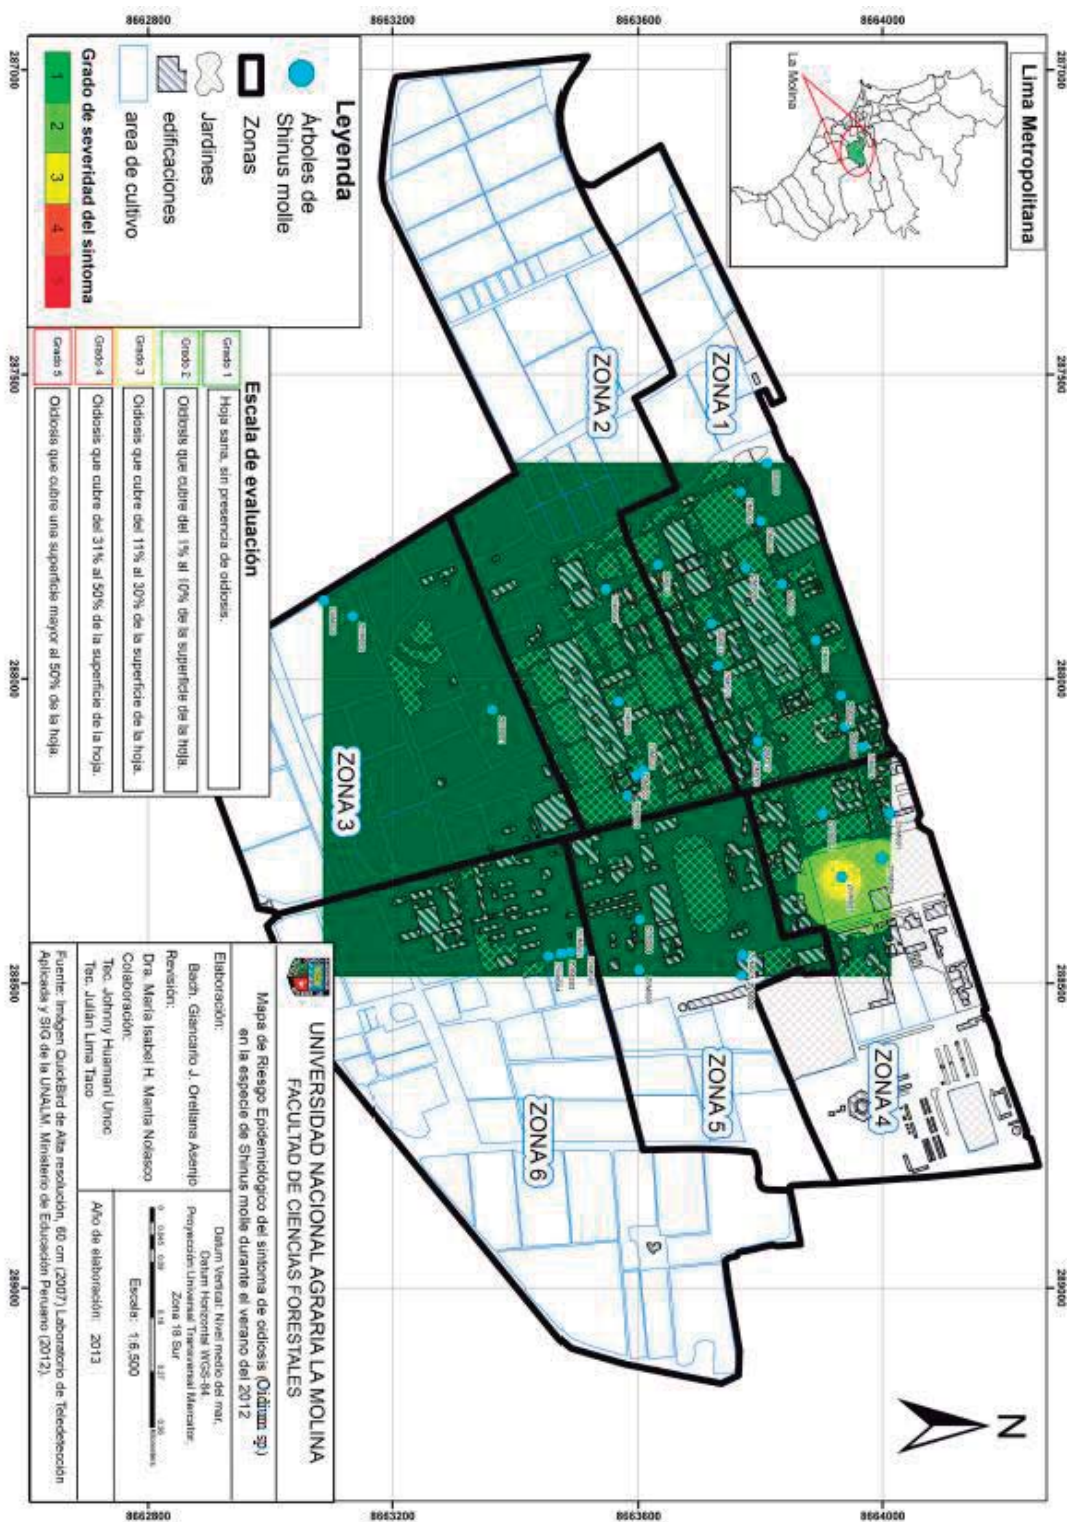 Lima Metropolitana
La Molina
287000
287500
288000
288500
289000
8664000
8663600
8663200
8662800
ZONA 1
ZONA 2
ZONA 3
ZONA 4
ZONA 5
ZONA 6
N
Leyenda
Árboles de
Shinus molle
Zonas
Jardines
edificaciones
area de cultivo
Grado de severidad del síntoma
1 2 3 4 5
Escala de evaluación
Grado 1 Hoja sana, sin presencia de oidiosis.
Grado 2 Oidiosis que cubre del 1% al 10% de la superficie de la hoja.
Grado 3 Oidiosis que cubre del 11% al 30% de la superficie de la hoja.
Grado 4 Oidiosis que cubre del 31% al 50% de la superficie de la hoja.
Grado 5 Oidiosis que cubre una superficie mayor al 50% de la hoja.
UNIVERSIDAD NACIONAL AGRARIA LA MOLINA
FACULTAD DE CIENCIAS FORESTALES
Mapa de Riesgo Epidemiológico del síntoma de oidiosis (Oidium sp.)
en la especie de Shinus molle durante el verano del 2012
Elaboración:
Bach. Giancarlo J. Orellana Asenjo
Revisión:
Dra. María Isabel H. Manta Nolasco
Colaboración:
Tec. Johnny Huamaní Unoc
Tec. Julián Lima Taco
Datum Vertical: Nivel medio del mar.
Datum Horizontal WGS-84
Proyección Universal Transversal Mercator,
Zona 18 Sur
Escala: 1:6,500
Año de elaboración: 2013
Fuente: Imágen QuickBird de Alta resolución, 60 cm (2007) Laboratorio de Teledetección
Aplicada y SIG de la UNALM. Ministerio de Educación Peruano (2012).